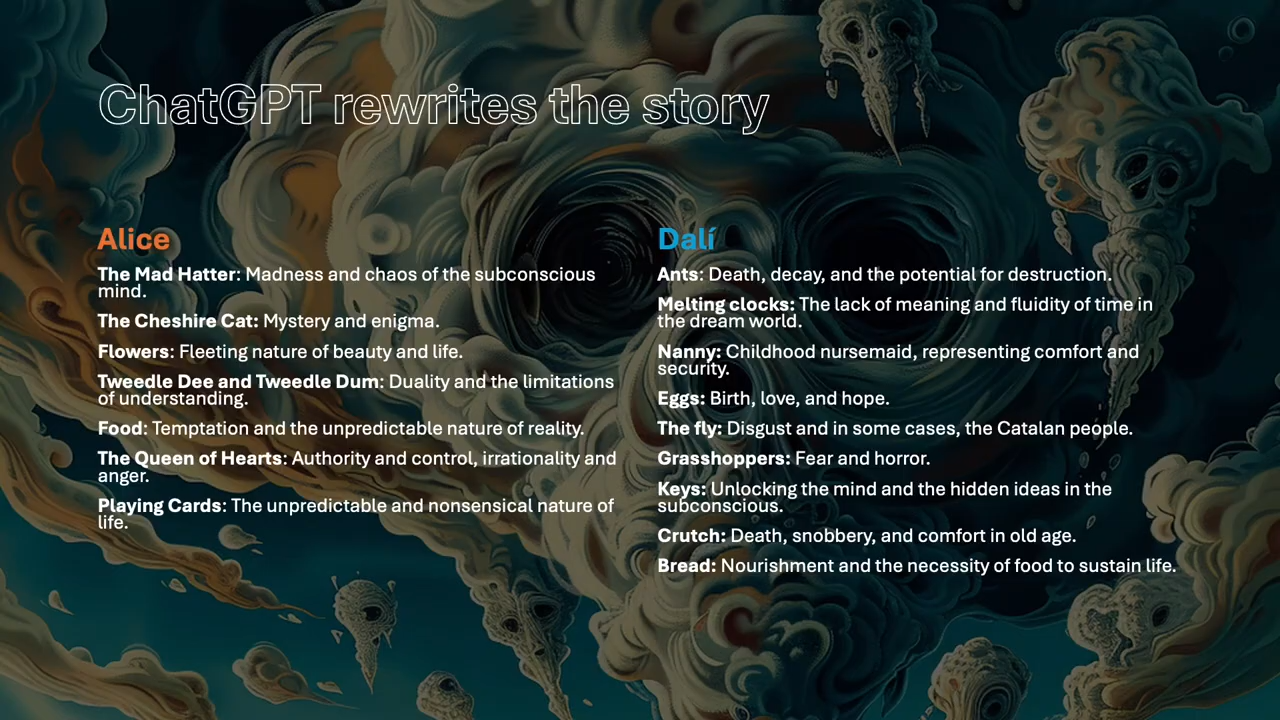 ChatGPT rewrites the story
Alice
The Mad Hatter: Madness and chaos of the subconscious
mind.
The Cheshire Cat: Mystery and enigma.
Flowers: Fleeting nature of beauty and life.
Tweedle Dee and Tweedle Dum: Duality and the limitations
of understanding.
Food: Temptation and the unpredictable nature of reality.
The Queen of Hearts: Authority and control, irrationality and
anger.
Playing Cards: The unpredictable and nonsensical nature of
life.
Dalí
Ants: Death, decay, and the potential for destruction.
Melting clocks: The lack of meaning and fluidity of time in
the dream world.
Nanny: Childhood nursemaid, representing comfort and
security.
Eggs: Birth, love, and hope.
The fly: Disgust and in some cases, the Catalan people.
Grasshoppers: Fear and horror.
Keys: Unlocking the mind and the hidden ideas in the
subconscious.
Crutch: Death, snobbery, and comfort in old age.
Bread: Nourishment and the necessity of food to sustain life.